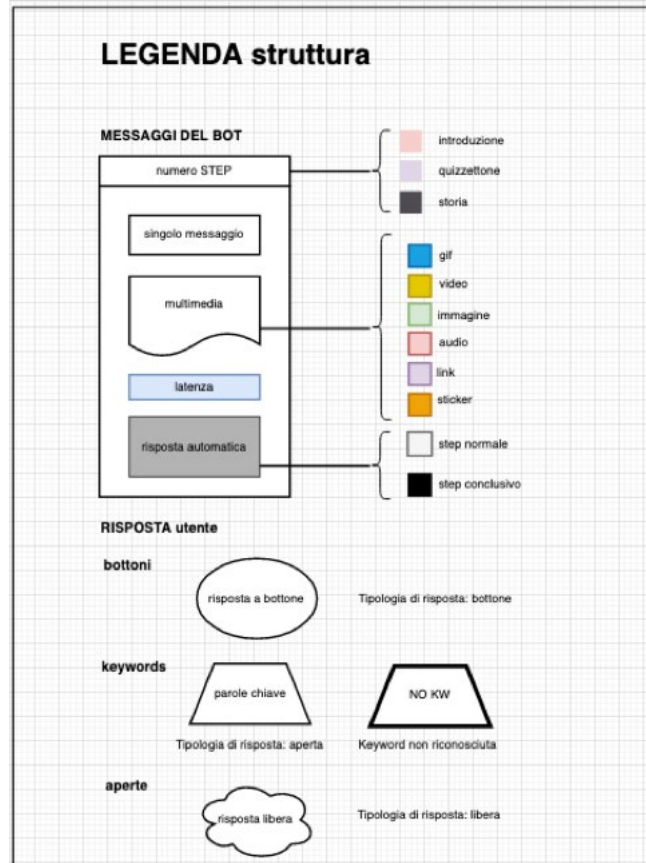 LEGENDA struttura
MESSAGGI DEL BOT
numero STEP
introduzione
quizzettone
storia
singolo messaggio
multimedia
gif
video
immagine
audio
link
sticker
latenza
risposta automatica
step normale
step conclusivo
RISPOSTA utente
bottoni
risposta a bottone
Tipologia di risposta: bottone
keywords
parole chiave
NO KW
Tipologia di risposta: aperta
Keyword non riconosciuta
aperte
risposta libera
Tipologia di risposta: libera